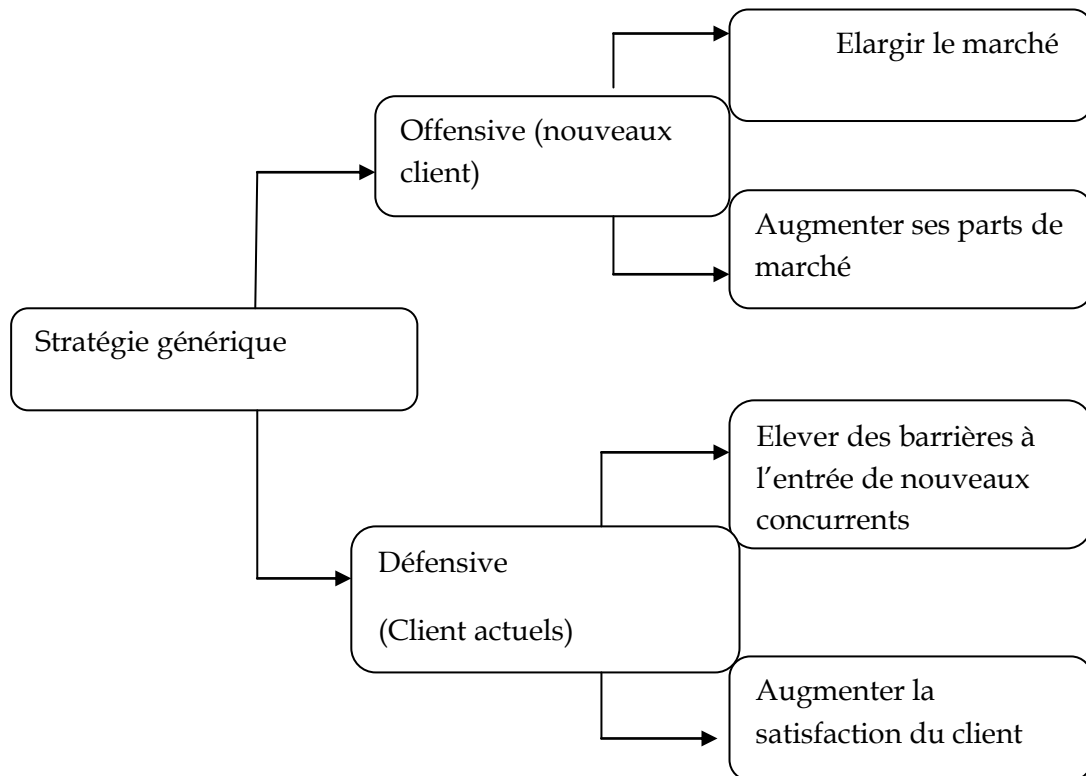 Elargir le marché
Offensive (nouveaux
client)
Augmenter ses parts de
marché
Stratégie générique
Elever des barrières à
l’entrée de nouveaux
concurrents
Défensive
(Client actuels)
Augmenter la
satisfaction du client